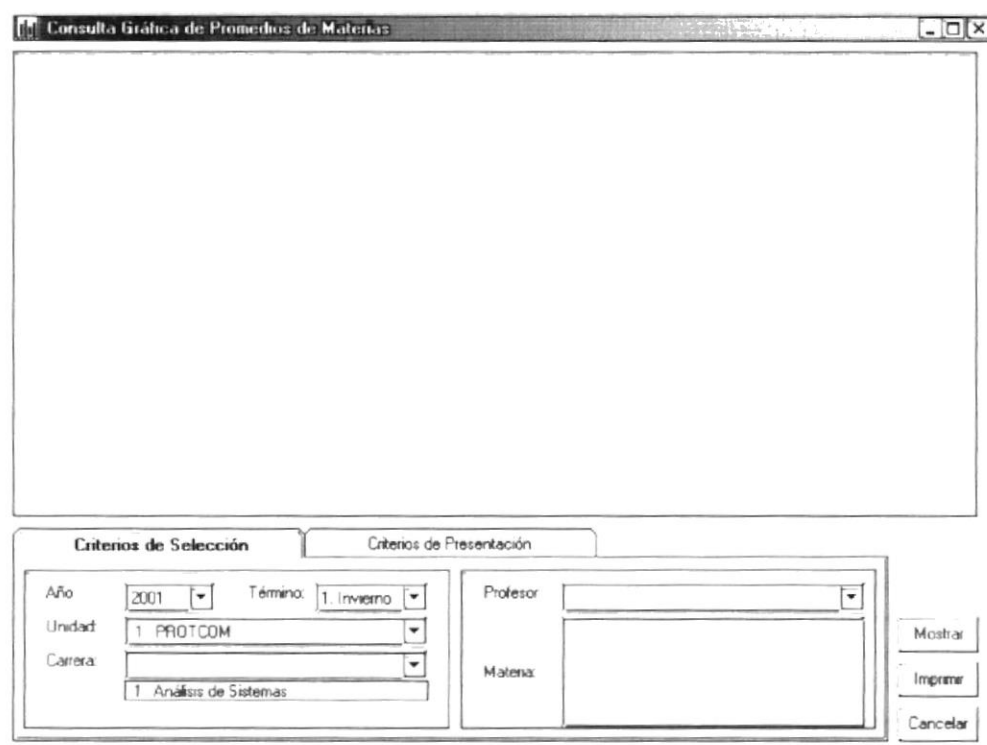 Consulta Gráfica de Promedios de Materias
Criterios de Selección
Criterios de Presentación
Año
2001
Término:
1. Invierno
Unidad:
1 PROTCOM
Carrera:
1 Análisis de Sistemas
Profesor
Materia:
Mostrar
Imprimir
Cancelar